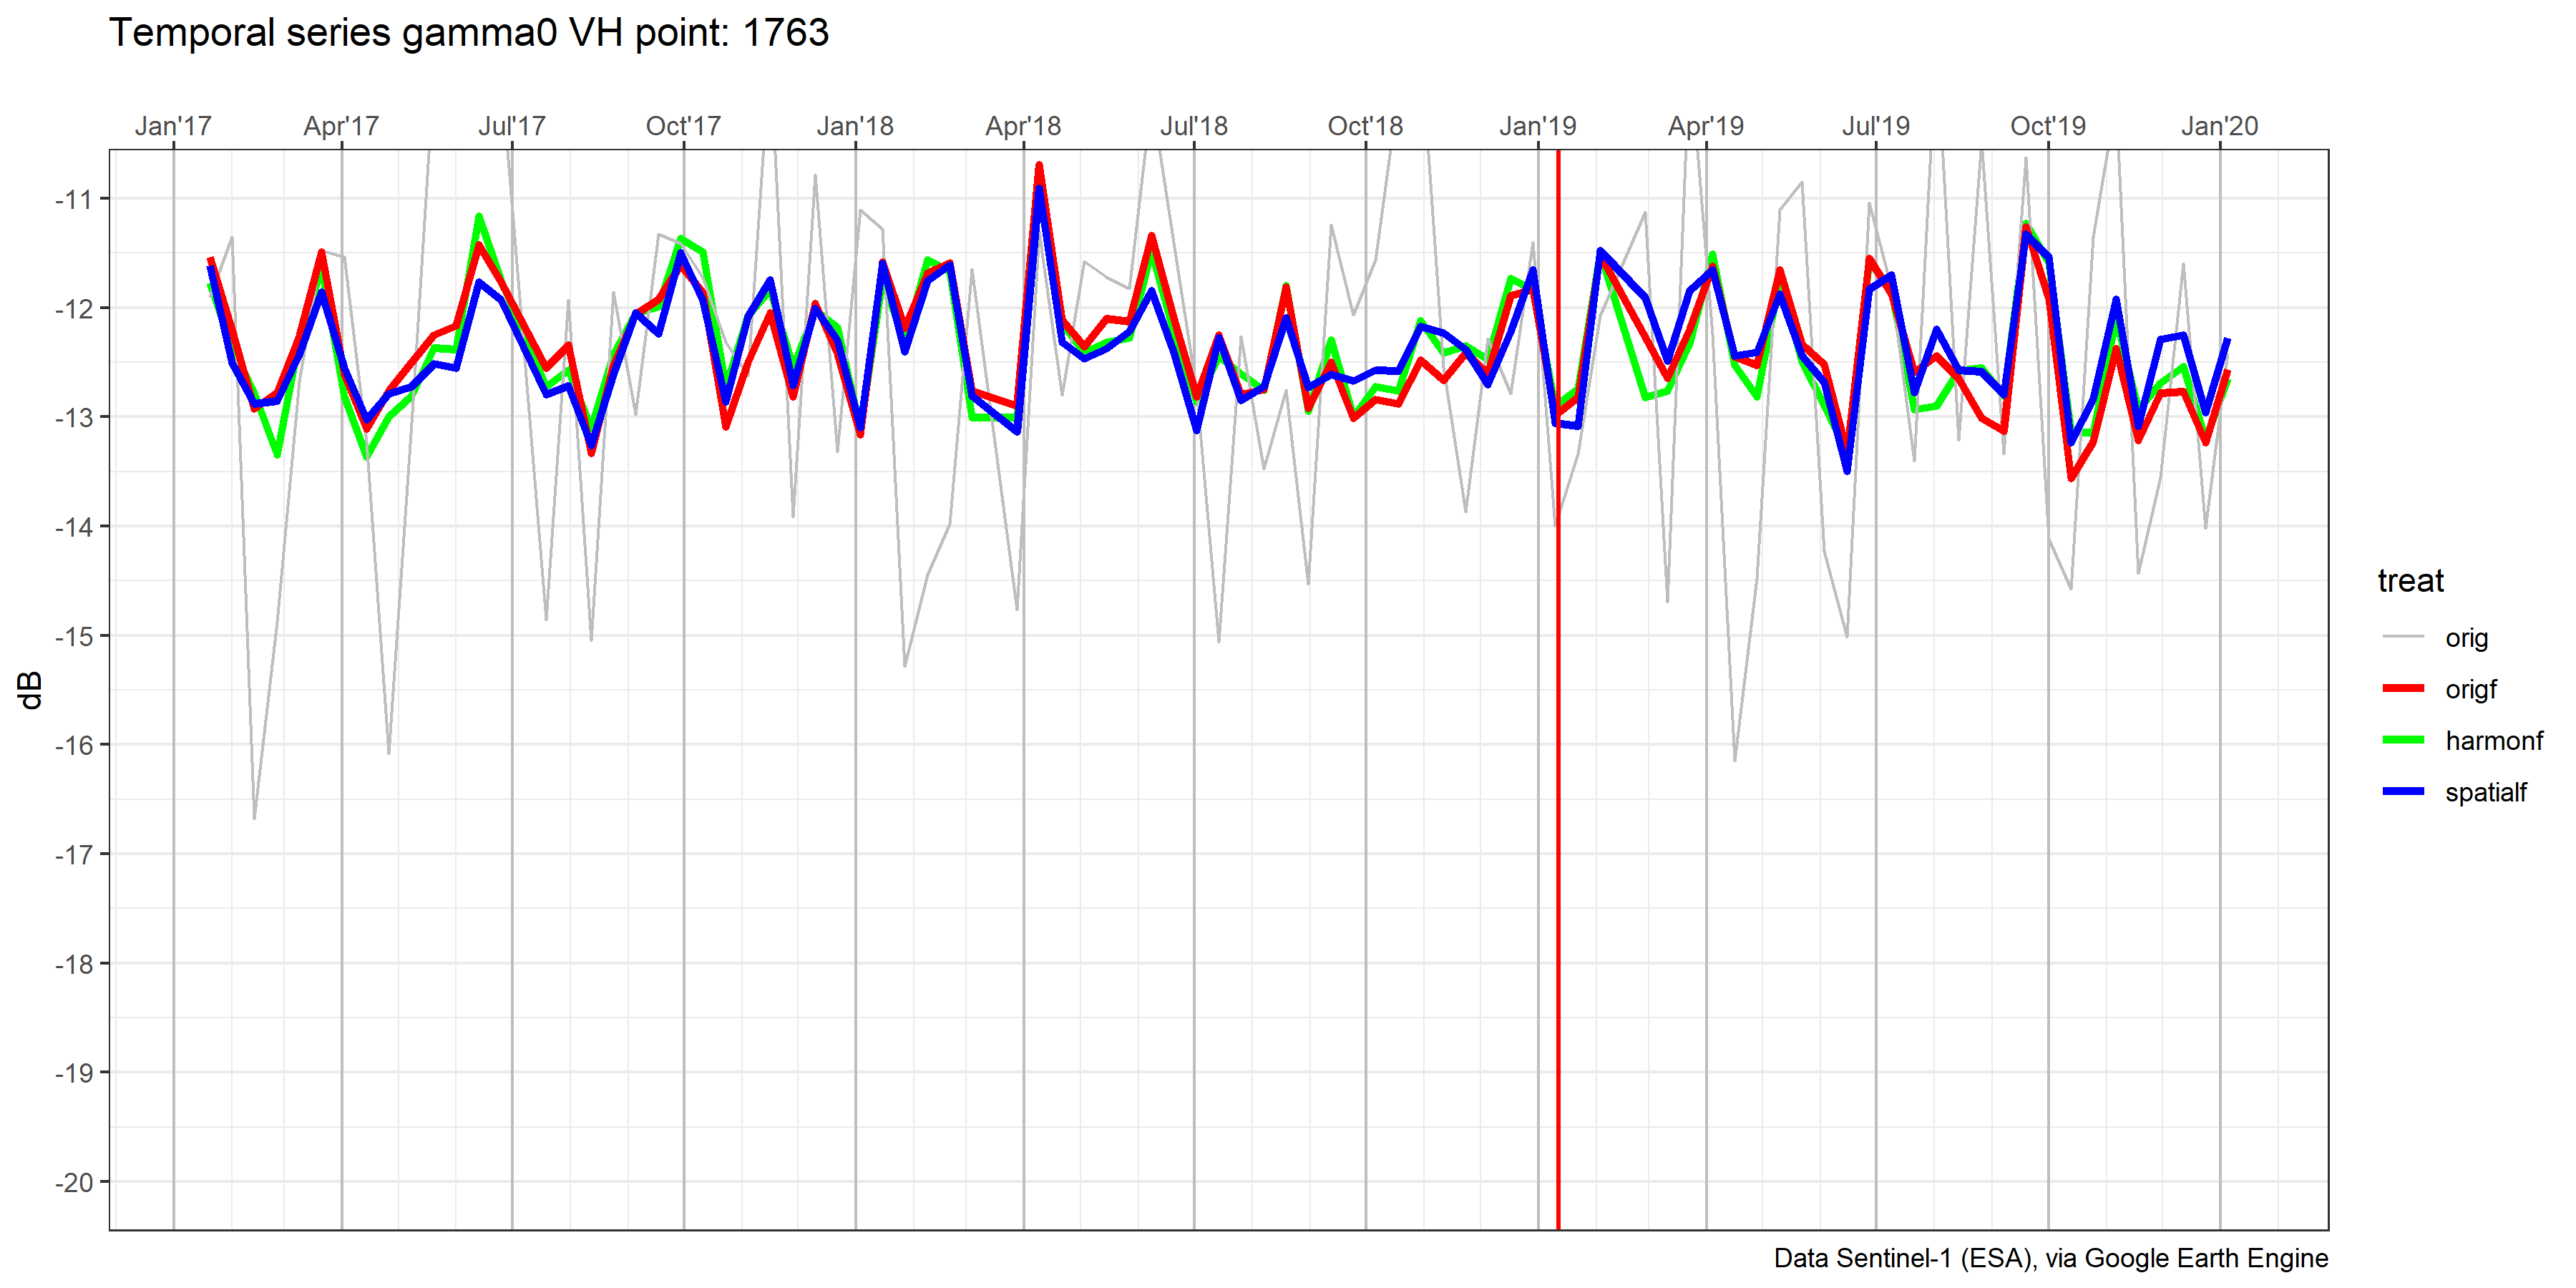 Temporal series gamma0 VH point: 1763
Jan'17 Apr'17 Jul'17 Oct'17 Jan'18 Apr'18 Jul'18 Oct'18 Jan'19 Apr'19 Jul'19 Oct'19 Jan'20
-11
-12
-13
-14
-15
-16
-17
-18
-19
-20
dB
treat
orig
origf
harmonf
spatialf
Data Sentinel-1 (ESA), via Google Earth Engine